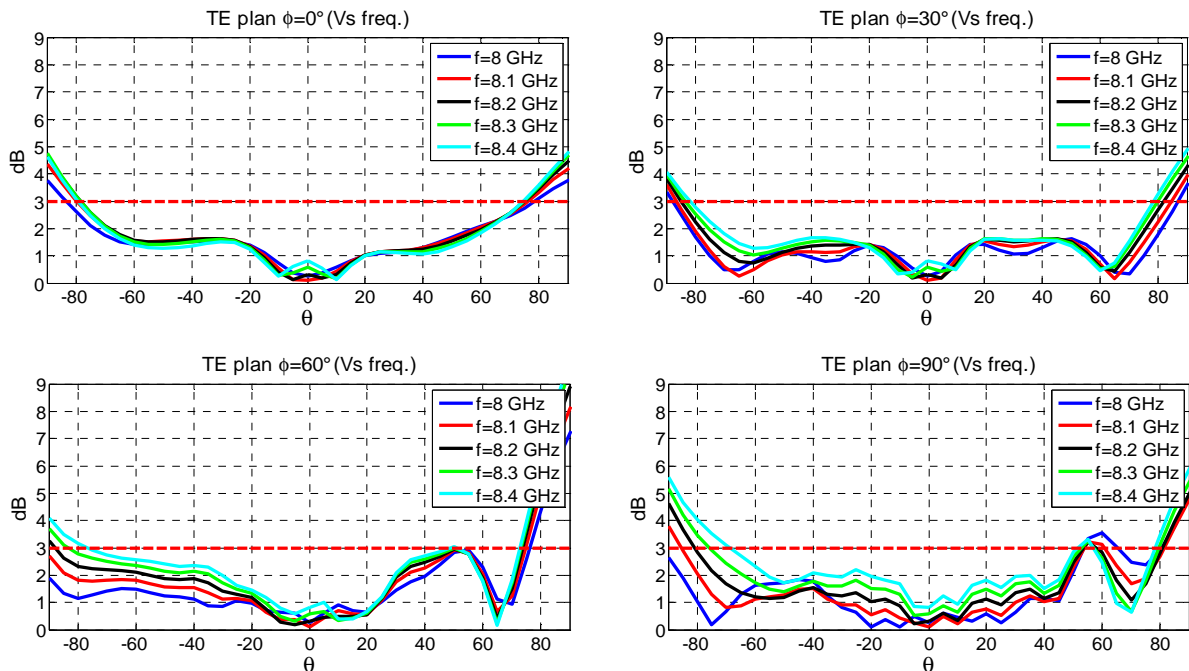 TE plan ϕ=0° (Vs freq.)
9
8
7
6
5
4
3
2
1
0
dB
-80 -60 -40 -20 0 20 40 60 80
θ
f=8 GHz
f=8.1 GHz
f=8.2 GHz
f=8.3 GHz
f=8.4 GHz
TE plan ϕ=30° (Vs freq.)
9
8
7
6
5
4
3
2
1
0
dB
-80 -60 -40 -20 0 20 40 60 80
θ
f=8 GHz
f=8.1 GHz
f=8.2 GHz
f=8.3 GHz
f=8.4 GHz
TE plan ϕ=60° (Vs freq.)
9
8
7
6
5
4
3
2
1
0
dB
-80 -60 -40 -20 0 20 40 60 80
θ
f=8 GHz
f=8.1 GHz
f=8.2 GHz
f=8.3 GHz
f=8.4 GHz
TE plan ϕ=90° (Vs freq.)
9
8
7
6
5
4
3
2
1
0
dB
-80 -60 -40 -20 0 20 40 60 80
θ
f=8 GHz
f=8.1 GHz
f=8.2 GHz
f=8.3 GHz
f=8.4 GHz